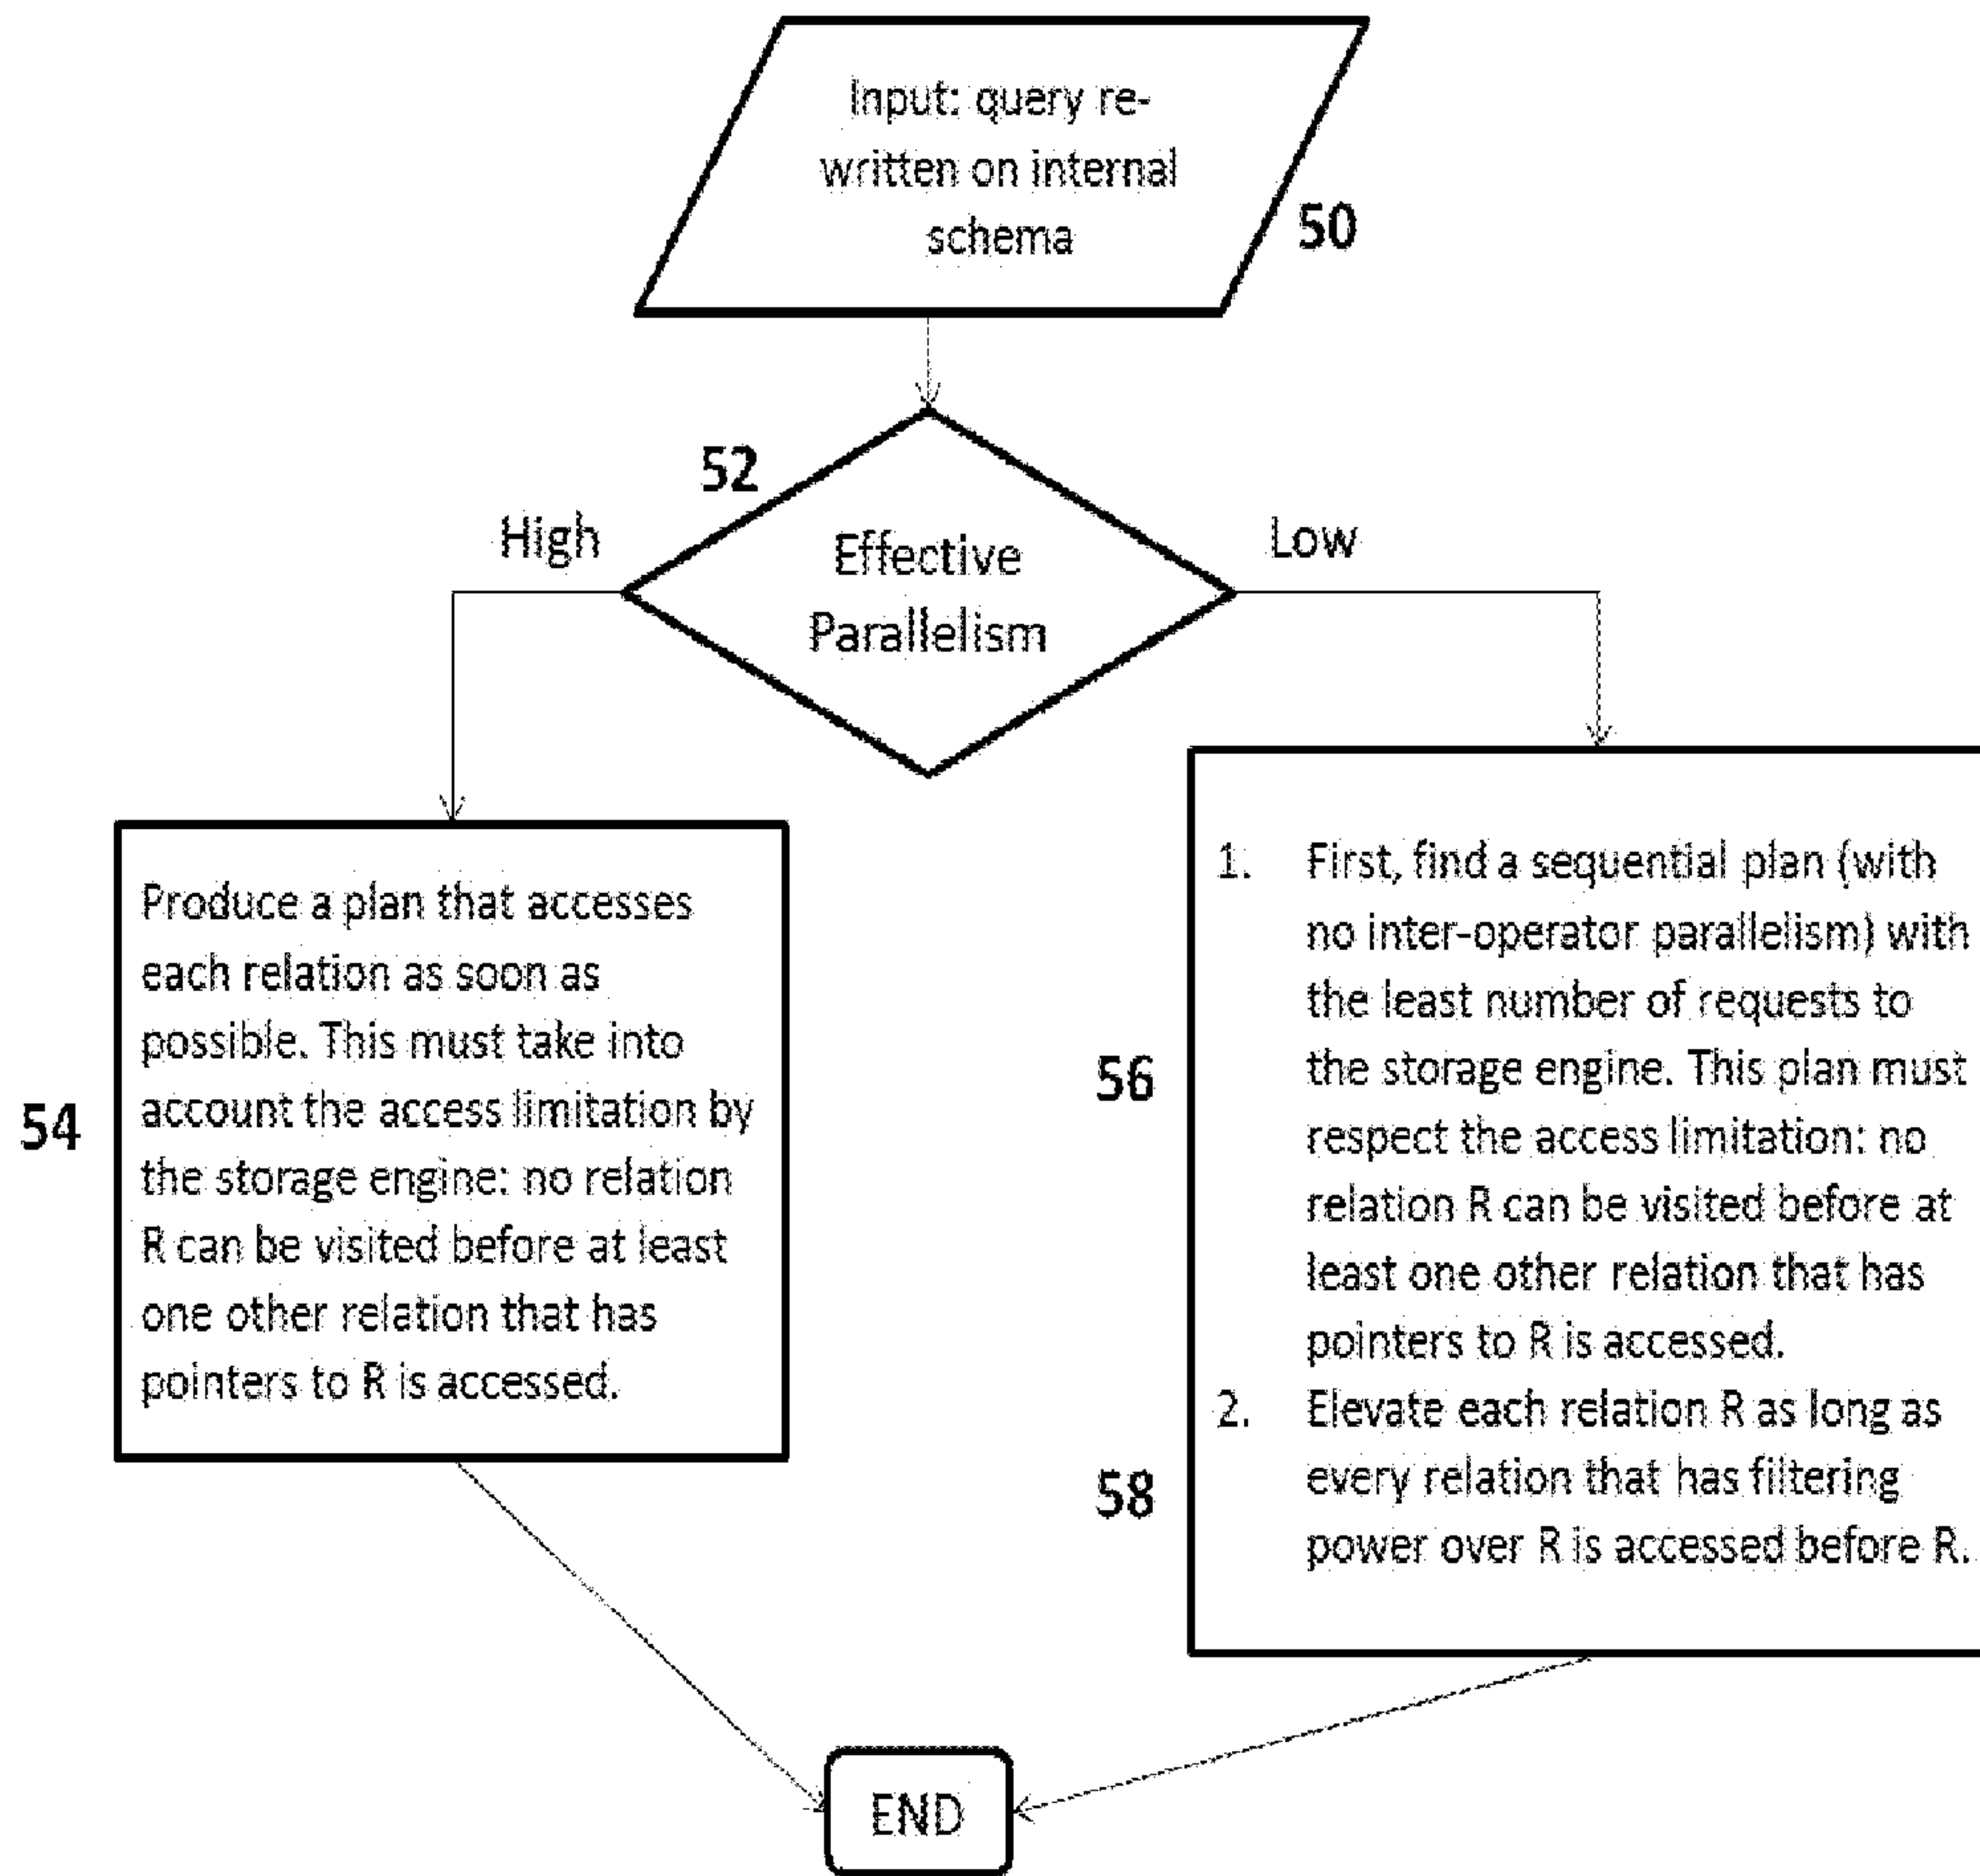 Input: query re-
written on internal
schema
50
52
High
Low
Effective
Parallelism
54
Produce a plan that accesses
each relation as soon as
possible. This must take into
account the access limitation by
the storage engine: no relation
R can be visited before at least
one other relation that has
pointers to R is accessed.
56
1. First, find a sequential plan (with
no inter-operator parallelism) with
the least number of requests to
the storage engine. This plan must
respect the access limitation: no
relation R can be visited before at
least one other relation that has
pointers to R is accessed.
58
2. Elevate each relation R as long as
every relation that has filtering
power over R is accessed before R.
END